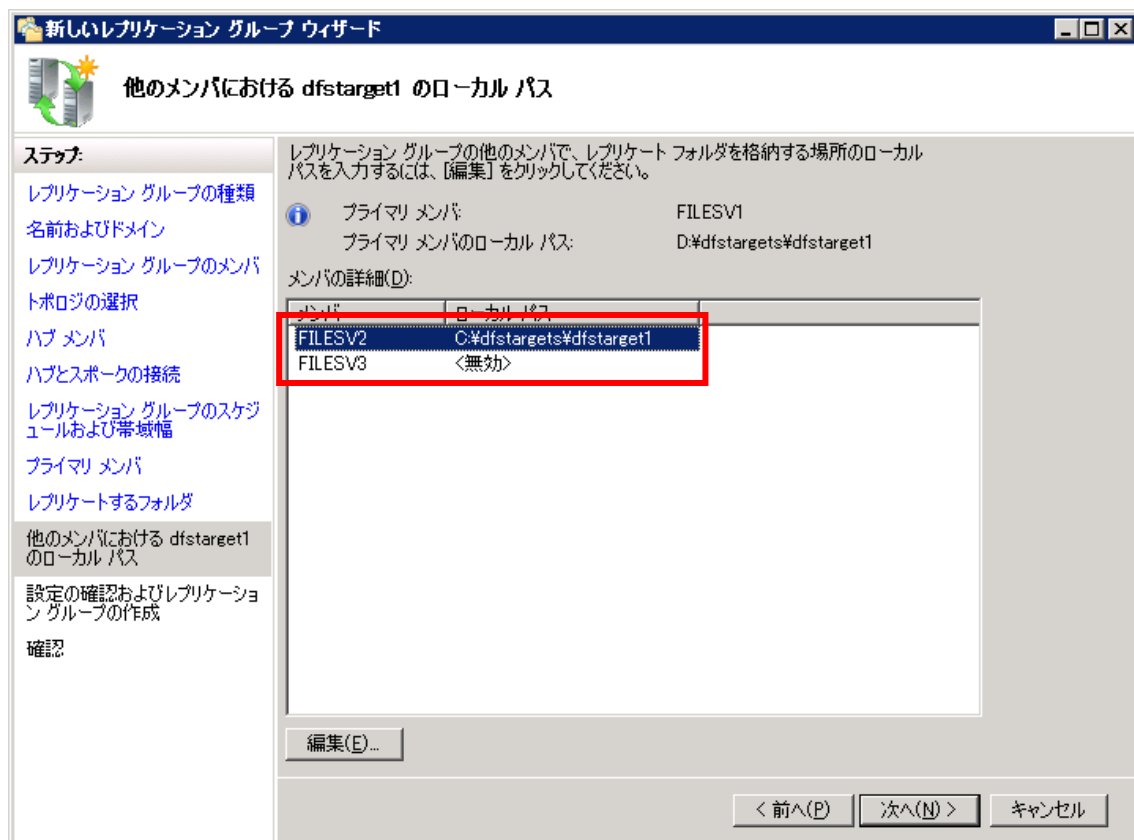 新しいレプリケーション グループ ウィザード
他のメンバにおける dfstarget1 のローカル パス
ステップ:
レプリケーション グループの種類
名前およびドメイン
レプリケーション グループのメンバ
トポロジの選択
ハブ メンバ
ハブとスポークの接続
レプリケーション グループのスケジ
ュールおよび帯域幅
プライマリ メンバ
レプリケートするフォルダ
他のメンバにおける dfstarget1
のローカル パス
設定の確認およびレプリケーショ
ン グループの作成
確認
レプリケーション グループの他のメンバで、レプリケート フォルダを格納する場所のローカル
パスを入力するには、[編集] をクリックしてください。
プライマリ メンバ: FILESV1
プライマリ メンバのローカル パス: D:¥dfstargets¥dfstarget1
メンバの詳細(D):
メンバ ローカル パス
FILESV2 C:¥dfstargets¥dfstarget1
FILESV3 <無効>
編集(E)...
< 前へ(P) 次へ(N) > キャンセル